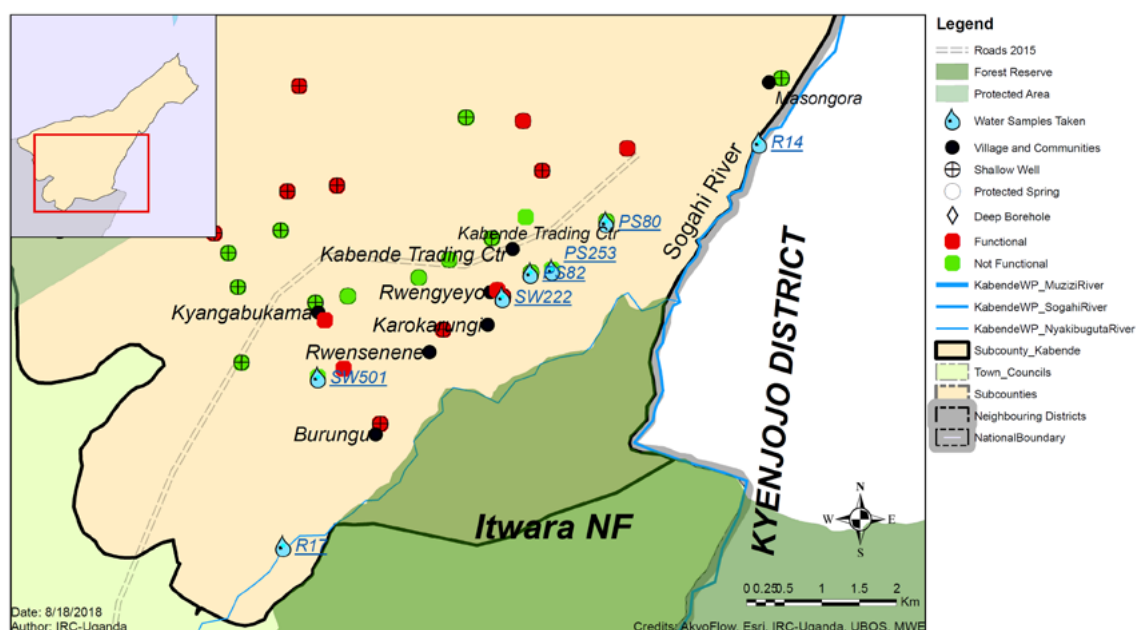 Masongora
R14
Sogahi River
PS80
Kabende Trading Ctr
Kabende Trading Ctr
PS253
PS82
Rwengyeyo
SW222
Kyangabukama
Karokarungi
Rwensenene
SW501
Burungu
KYENJOJO DISTRICT
Itwara NF
R17
N
W
E
S
0 0.25 0.5 1 1.5 2
Km
Date: 8/18/2018
Author: IRC-Uganda
Credits: AkvoFlow, Esri, IRC-Uganda, UBOS, MWE
Legend
Roads 2015
Forest Reserve
Protected Area
Water Samples Taken
Village and Communities
Shallow Well
Protected Spring
Deep Borehole
Functional
Not Functional
KabendeWP_MuziziRiver
KabendeWP_SogahiRiver
KabendeWP_NyakibugutaRiver
Subcounty_Kabende
Town_Councils
Subcounties
Neighbouring Districts
NationalBoundary